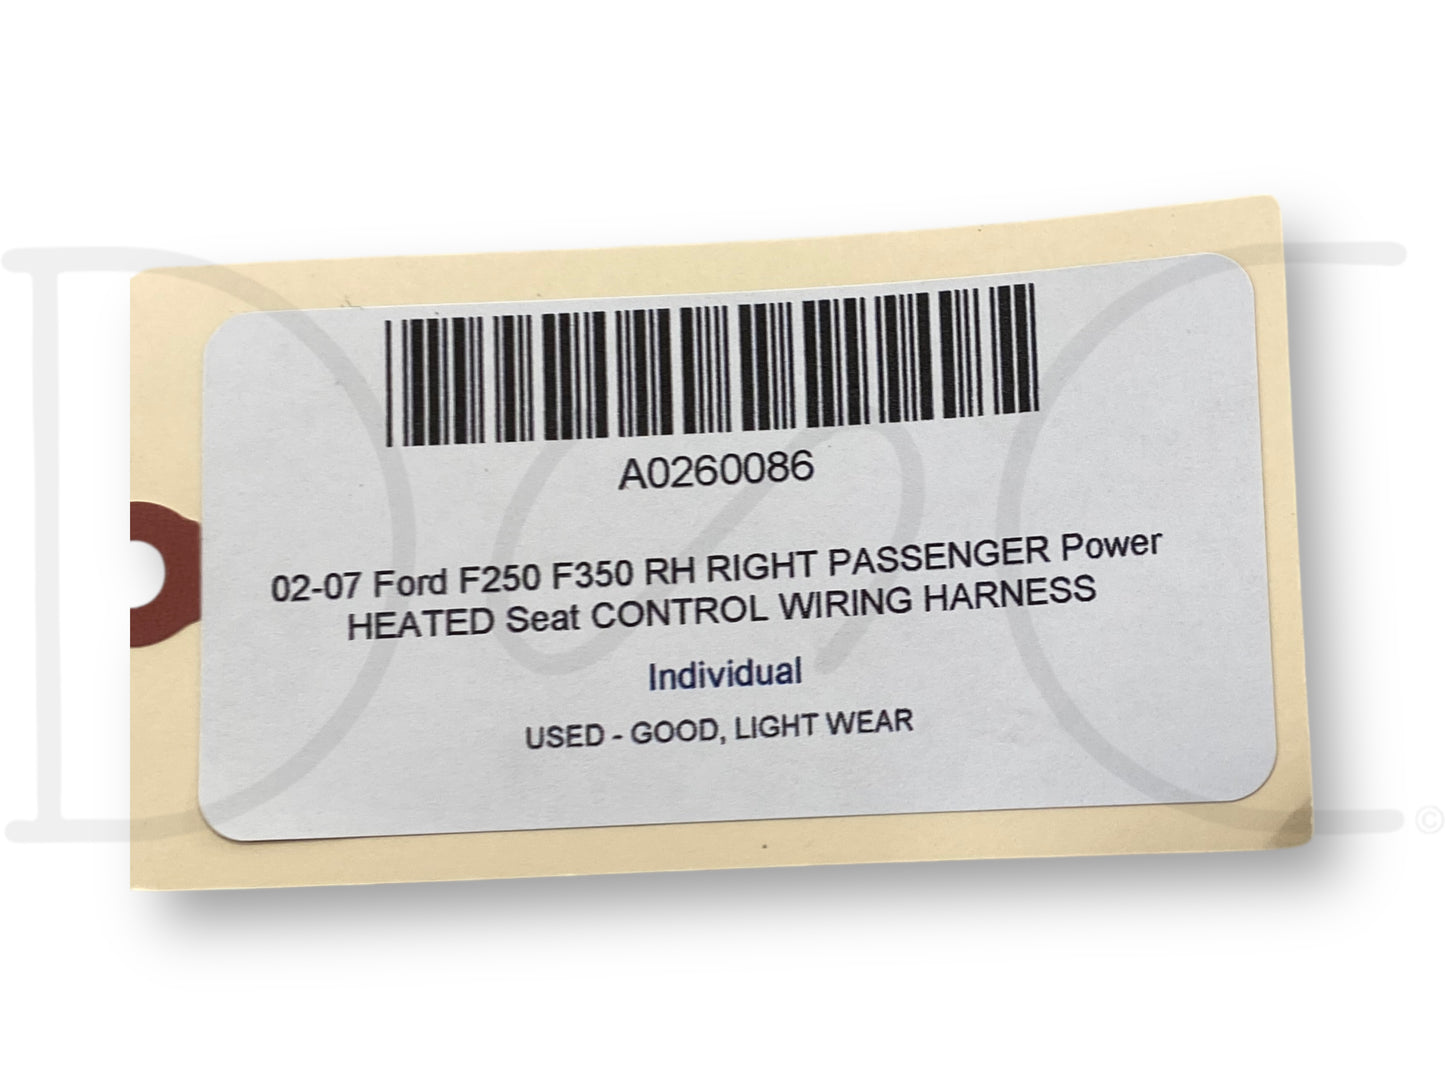 A0260086
02-07 Ford F250 F350 RH RIGHT PASSENGER Power
HEATED Seat CONTROL WIRING HARNESS
Individual
USED - GOOD, LIGHT WEAR
©